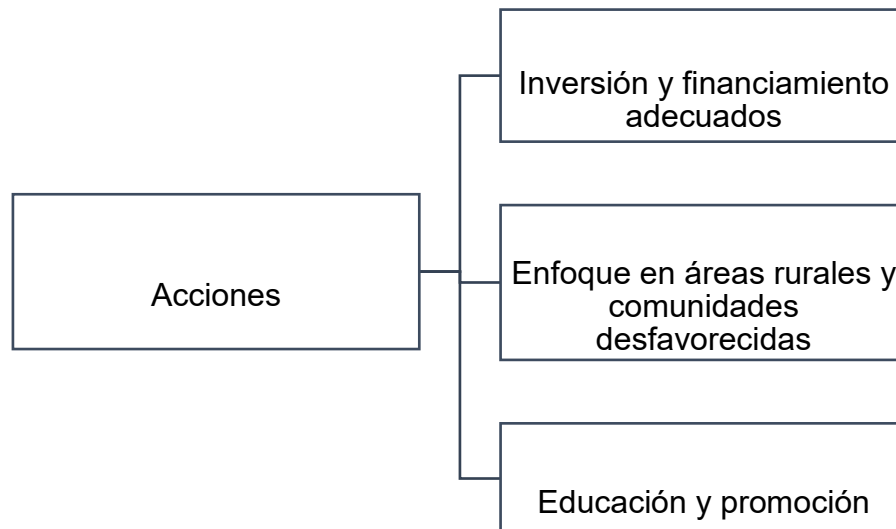 Inversión y financiamiento
adecuados
Acciones
Enfoque en áreas rurales y
comunidades
desfavorecidas
Educación y promoción